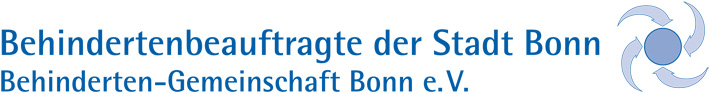 Behindertenbeauftragte der Stadt Bonn
Behinderten-Gemeinschaft Bonn e.V.